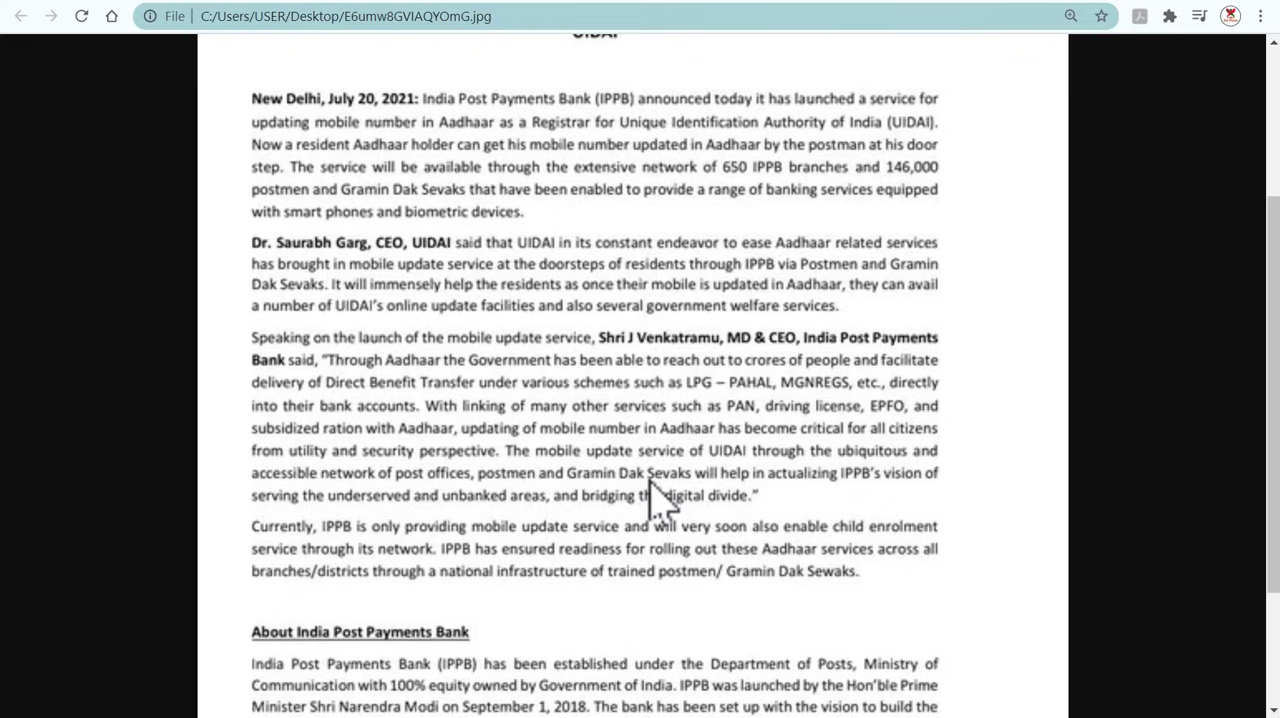 File
C:/Users/USER/Desktop/E6umw8GVIAQYOmG.jpg
UIDAI
New Delhi, July 20, 2021: India Post Payments Bank (IPPB) announced today it has launched a service for
updating mobile number in Aadhaar as a Registrar for Unique Identification Authority of India (UIDAI).
Now a resident Aadhaar holder can get his mobile number updated in Aadhaar by the postman at his door
step. The service will be available through the extensive network of 650 IPPB branches and 146,000
postmen and Gramin Dak Sevaks that have been enabled to provide a range of banking services equipped
with smart phones and biometric devices.
Dr. Saurabh Garg, CEO, UIDAI said that UIDAI in its constant endeavor to ease Aadhaar related services
has brought in mobile update service at the doorsteps of residents through IPPB via Postmen and Gramin
Dak Sevaks. It will immensely help the residents as once their mobile is updated in Aadhaar, they can avail
a number of UIDAI's online update facilities and also several government welfare services.
Speaking on the launch of the mobile update service, Shri J Venkatramu, MD & CEO, India Post Payments
Bank said, "Through Aadhaar the Government has been able to reach out to crores of people and facilitate
delivery of Direct Benefit Transfer under various schemes such as LPG – PAHAL, MGNREGS, etc., directly
into their bank accounts. With linking of many other services such as PAN, driving license, EPFO, and
subsidized ration with Aadhaar, updating of mobile number in Aadhaar has become critical for all citizens
from utility and security perspective. The mobile update service of UIDAI through the ubiquitous and
accessible network of post offices, postmen and Gramin Dak Sevaks will help in actualizing IPPB's vision of
serving the underserved and unbanked areas, and bridging the digital divide."
Currently, IPPB is only providing mobile update service and will very soon also enable child enrolment
service through its network. IPPB has ensured readiness for rolling out these Aadhaar services across all
branches/districts through a national infrastructure of trained postmen/ Gramin Dak Sewaks.
About India Post Payments Bank
India Post Payments Bank (IPPB) has been established under the Department of Posts, Ministry of
Communication with 100% equity owned by Government of India. IPPB was launched by the Hon'ble Prime
Minister Shri Narendra Modi on September 1, 2018. The bank has been set up with the vision to build the